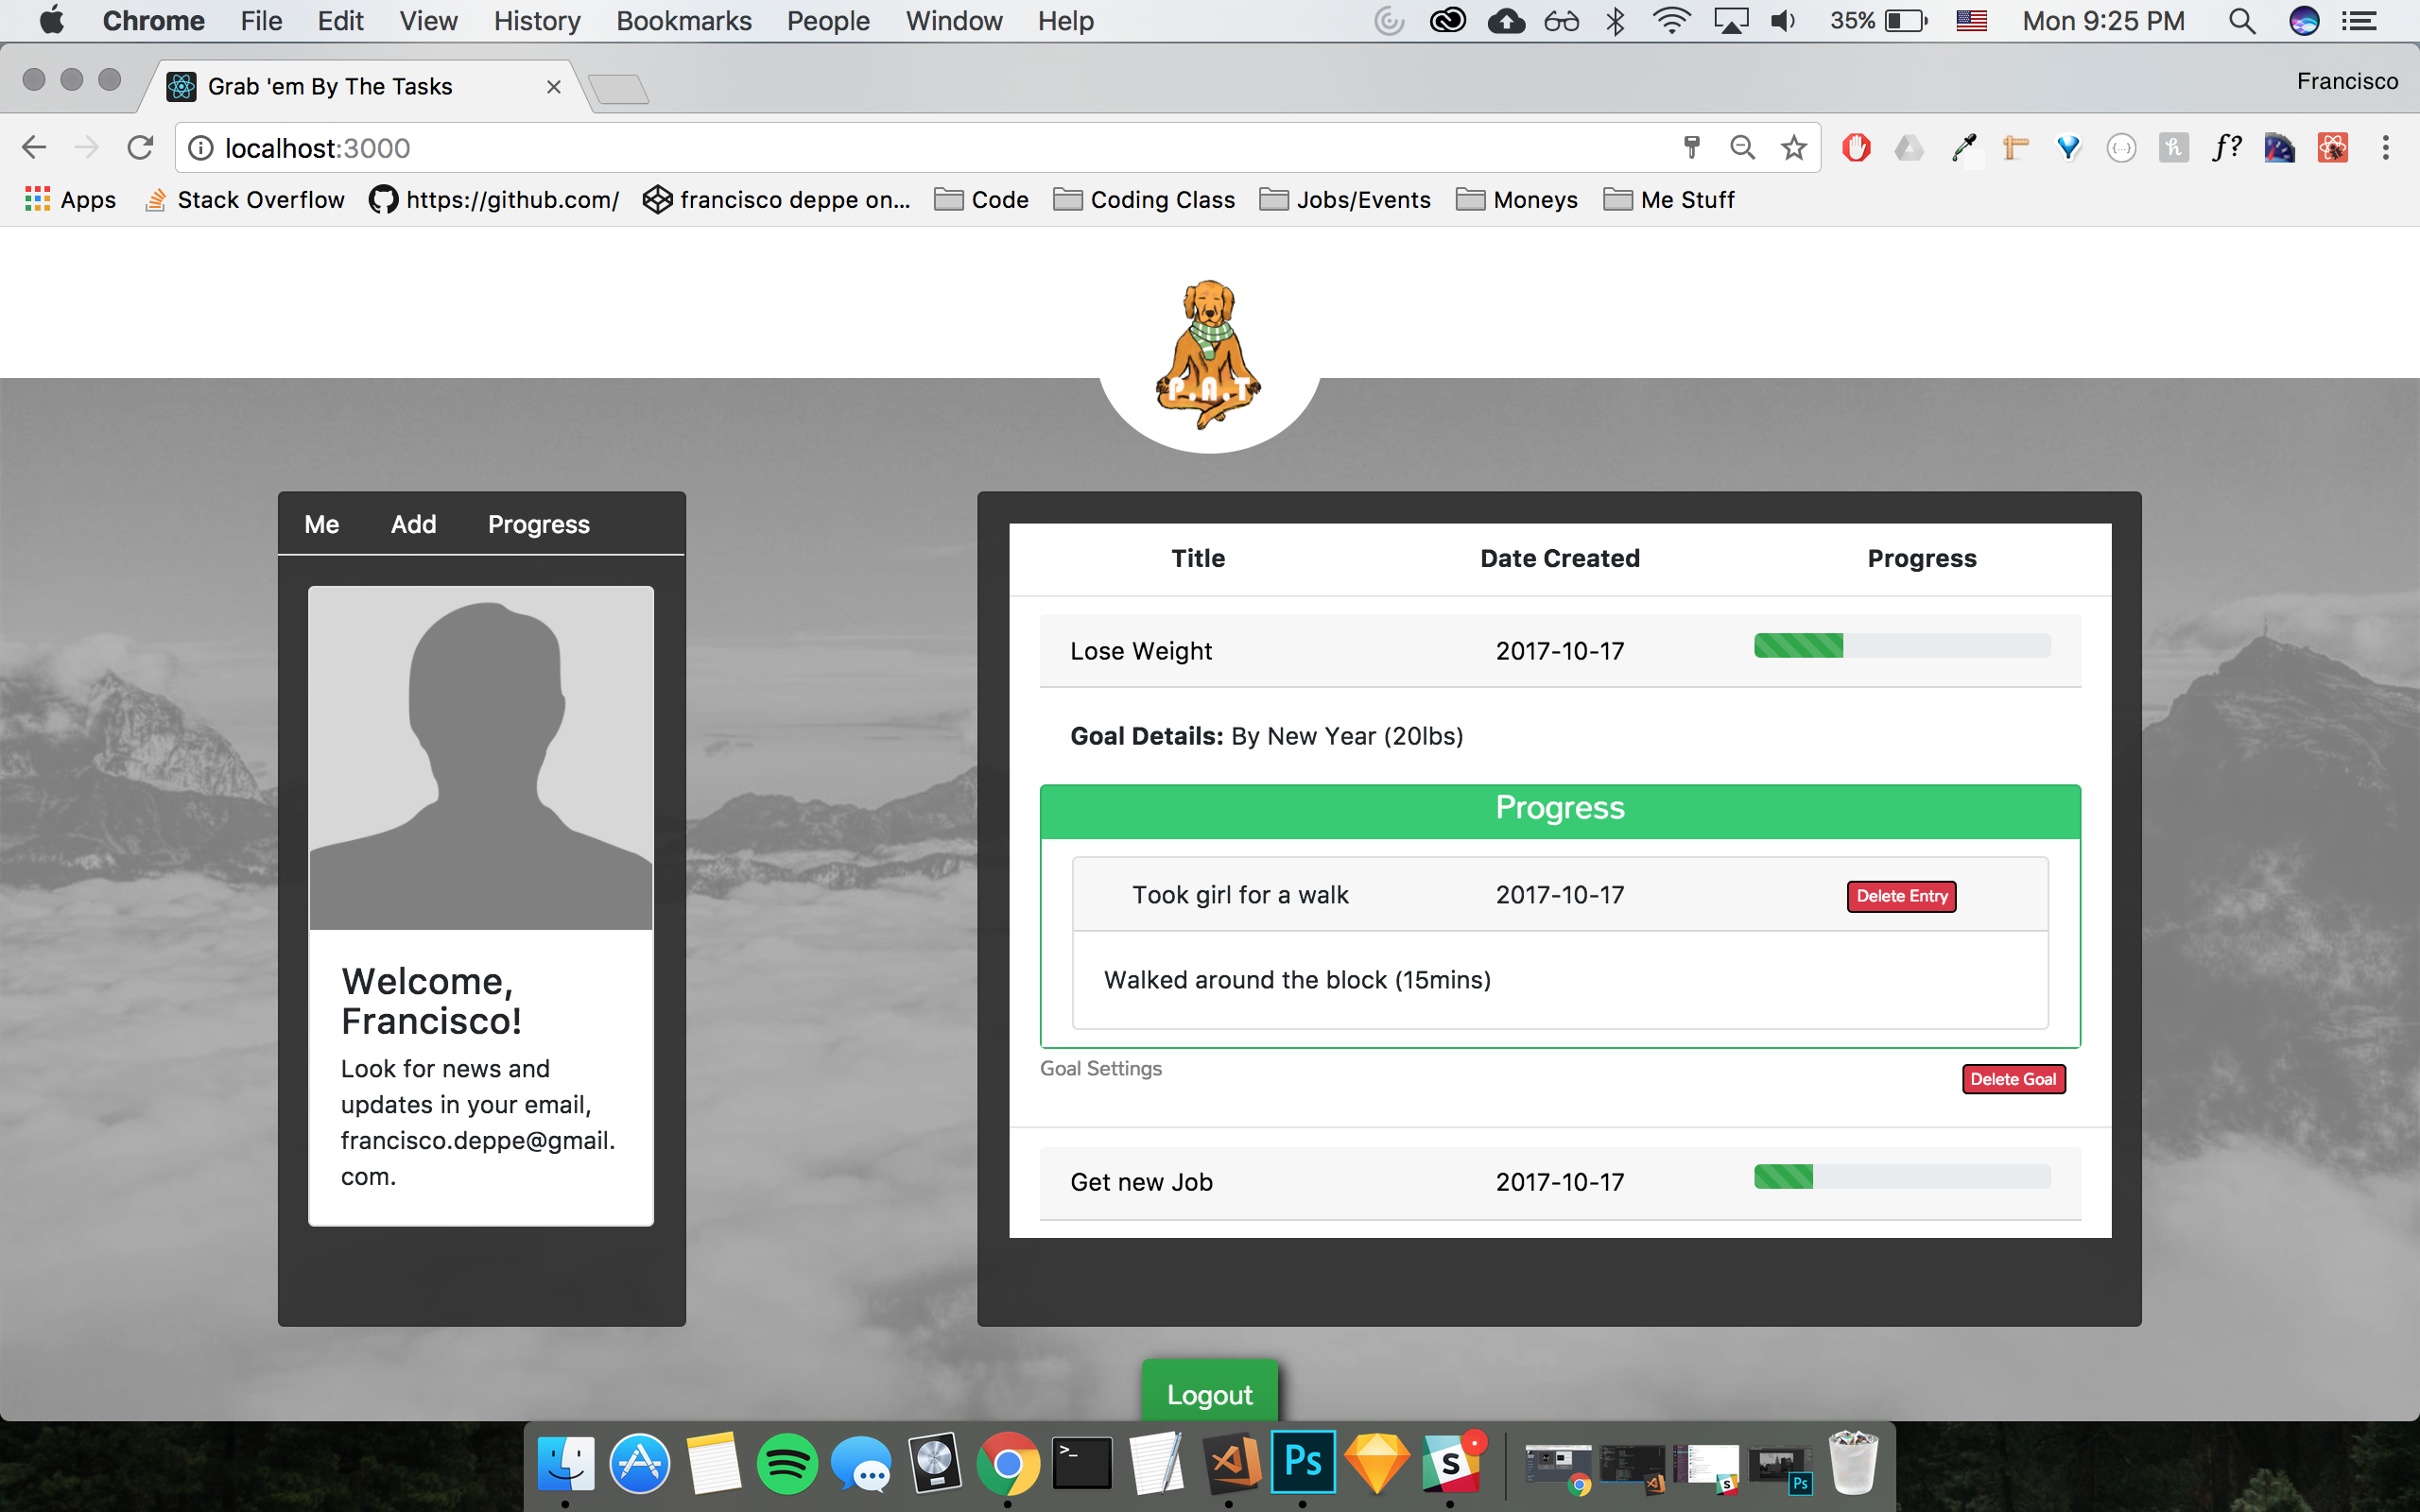 Chrome File Edit View History Bookmarks People Window Help 35% Mon 9:25 PM
Grab 'em By The Tasks Francisco
localhost:3000 f?
Apps Stack Overflow https://github.com/ francisco deppe on... Code Coding Class Jobs/Events Moneys Me Stuff
P.A.T
Me Add Progress
Welcome,
Francisco!
Look for news and
updates in your email,
francisco.deppe@gmail.
com.
Title Date Created Progress
Lose Weight 2017-10-17
Goal Details: By New Year (20lbs)
Progress
Took girl for a walk 2017-10-17 Delete Entry
Walked around the block (15mins)
Goal Settings Delete Goal
Get new Job 2017-10-17
Logout
Ps S